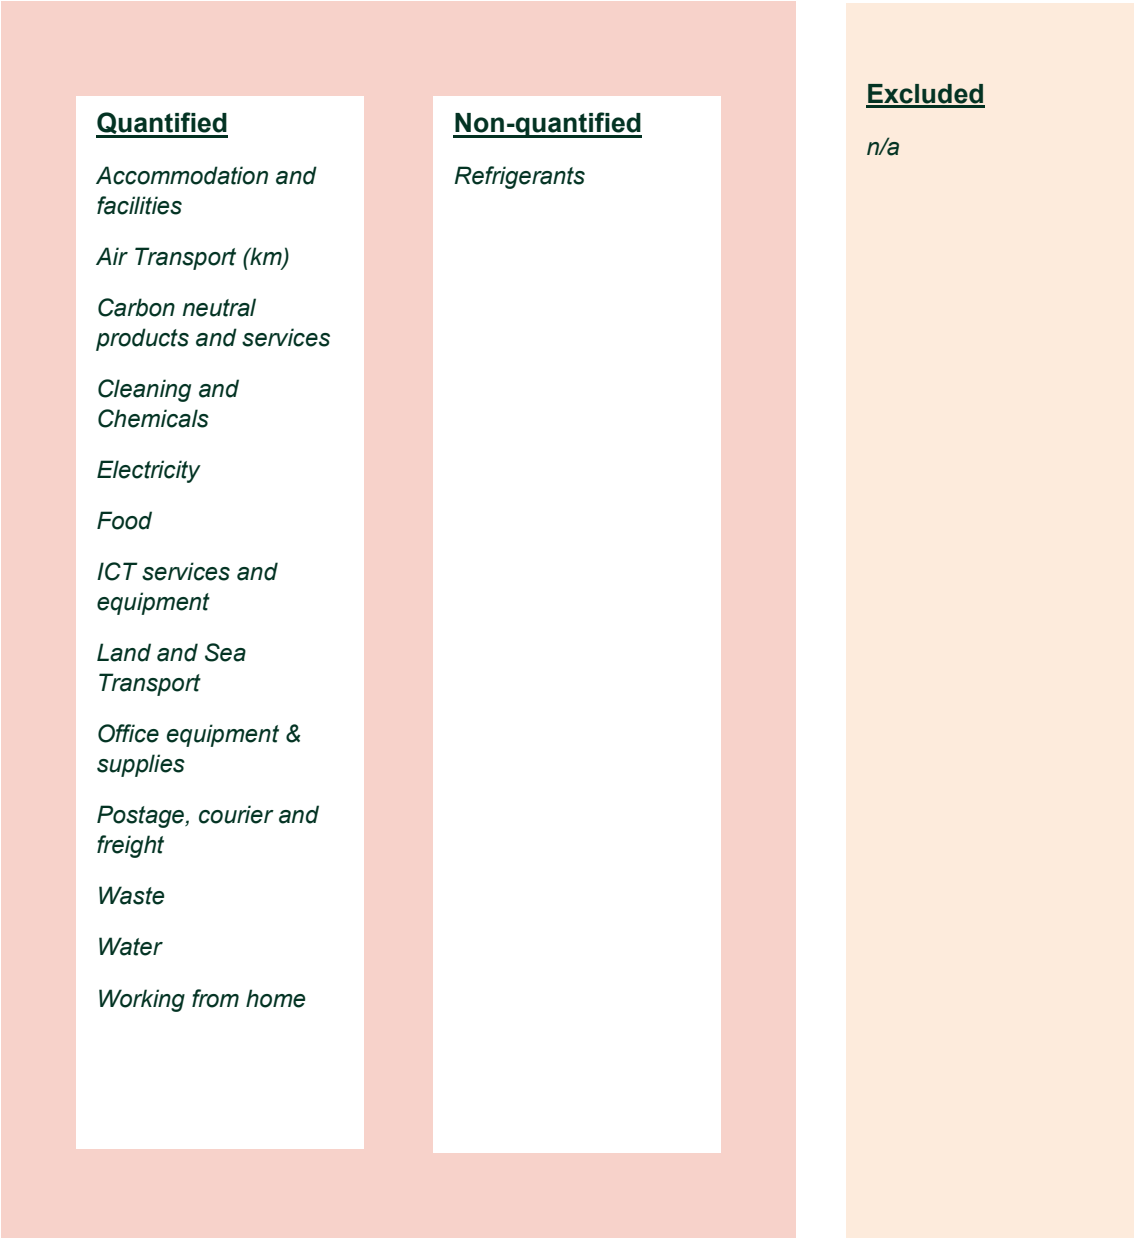 Quantified
Accommodation and
facilities
Air Transport (km)
Carbon neutral
products and services
Cleaning and
Chemicals
Electricity
Food
ICT services and
equipment
Land and Sea
Transport
Office equipment &
supplies
Postage, courier and
freight
Waste
Water
Working from home
Non-quantified
Refrigerants
Excluded
n/a